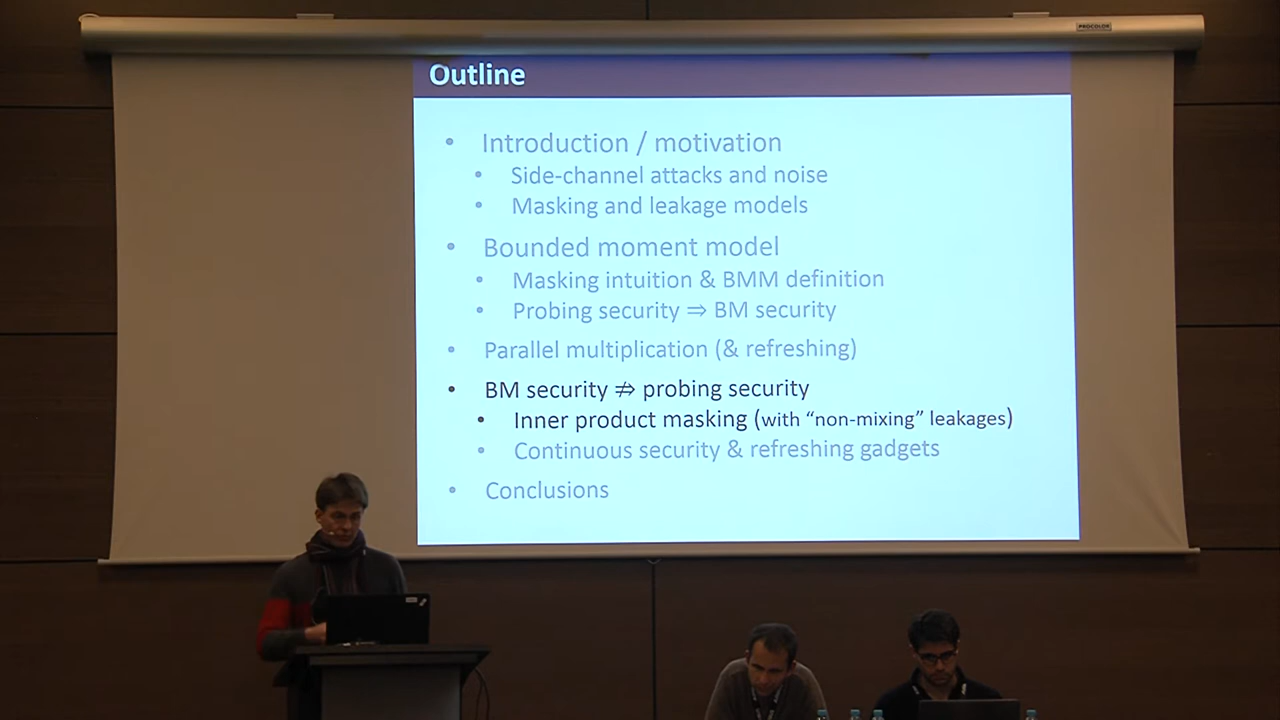 PROCOLOR
Outline
• Introduction / motivation
• Side-channel attacks and noise
• Masking and leakage models
• Bounded moment model
• Masking intuition & BMM definition
• Probing security ⇒ BM security
• Parallel multiplication (& refreshing)
• BM security ⇏ probing security
• Inner product masking (with “non-mixing” leakages)
• Continuous security & refreshing gadgets
• Conclusions